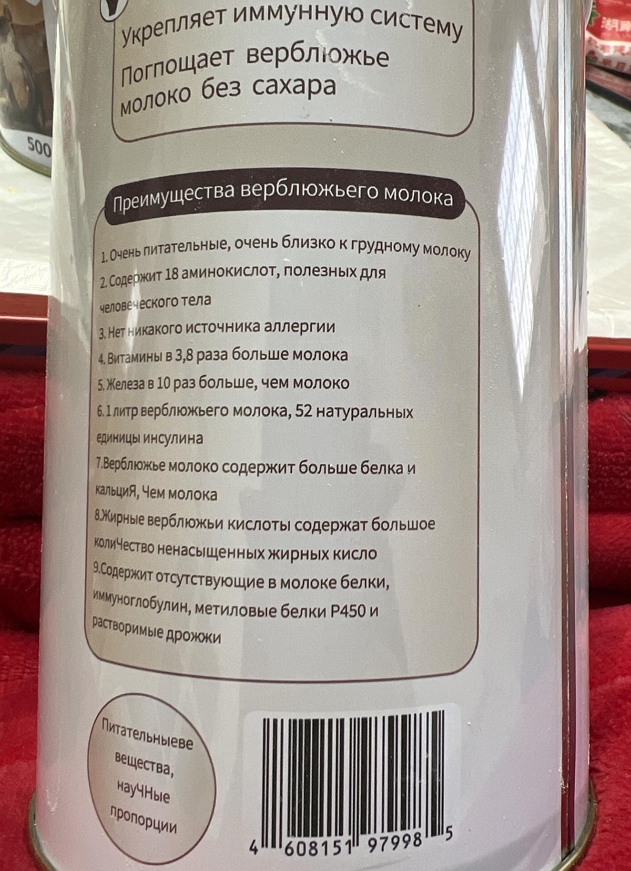 Укрепляет иммунную систему
Поглощает верблюжье
молоко без сахара
500
Преимущества верблюжьего молока
1. Очень питательные, очень близко к грудному молоку
2. Содержит 18 аминокислот, полезных для
человеческого тела
3. Нет никакого источника аллергии
4. Витамины в 3,8 раза больше молока
5. Железа в 10 раз больше, чем молоко
6. 1 литр верблюжьего молока, 52 натуральных
единицы инсулина
7.Верблюжье молоко содержит больше белка и
кальциЯ, Чем молока
8.Жирные верблюжьи кислоты содержат большое
колиЧество ненасыщенных жирных кисло
9.Содержит отсутствующие в молоке белки,
иммуноглобулин, метиловые белки P450 и
растворимые дрожжи
Питательныеве
вещества,
науЧНые
пропорции
4 608151 97998 5